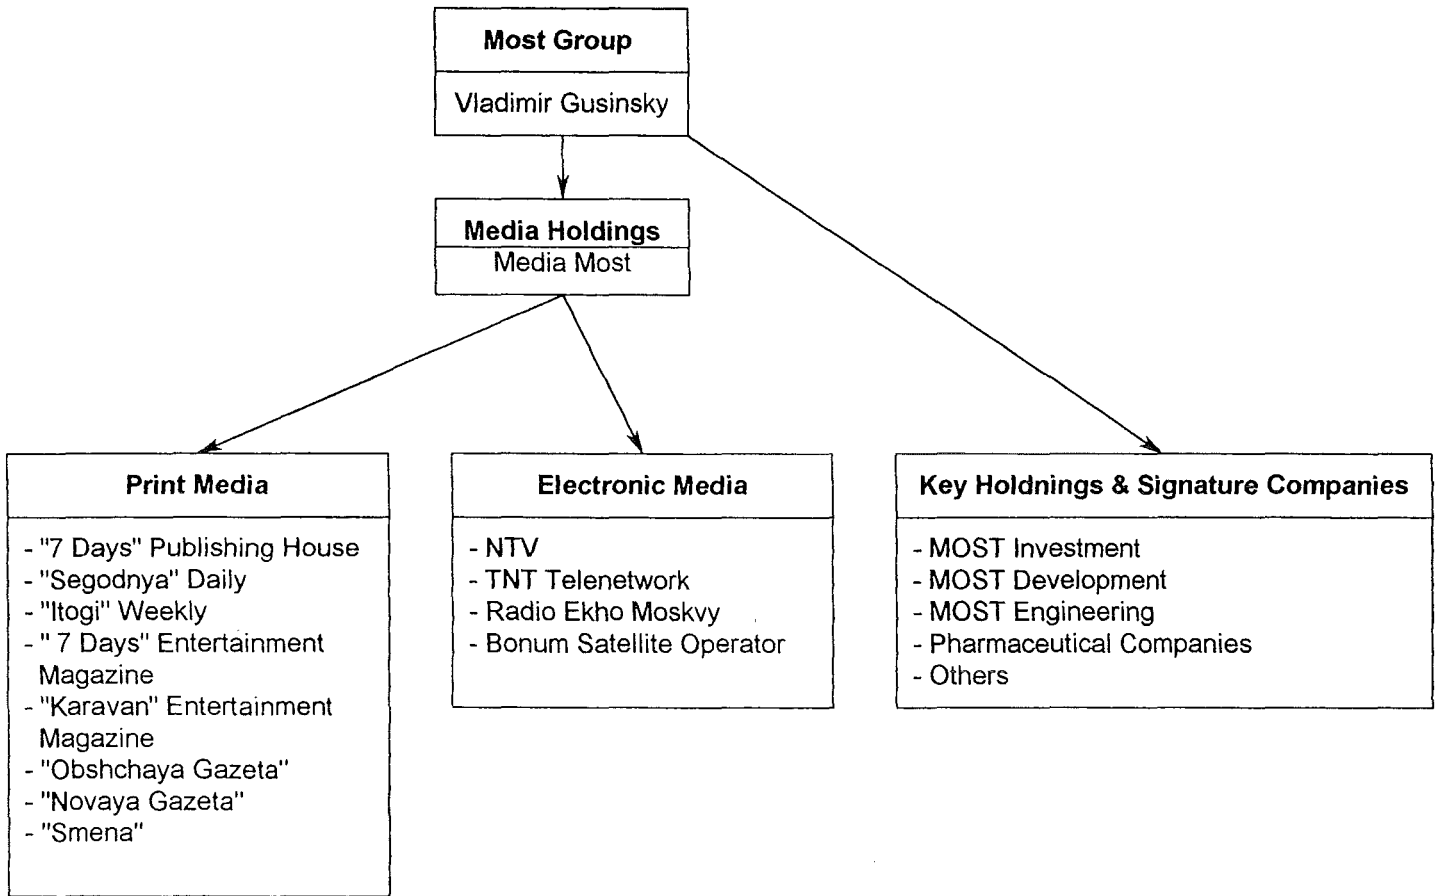 Most Group
Vladimir Gusinsky
Media Holdings
Media Most
Print Media
- "7 Days" Publishing House
- "Segodnya" Daily
- "Itogi" Weekly
- " 7 Days" Entertainment
Magazine
- "Karavan" Entertainment
Magazine
- "Obshchaya Gazeta"
- "Novaya Gazeta"
- "Smena"
Electronic Media
- NTV
- TNT Telenetwork
- Radio Ekho Moskvy
- Bonum Satellite Operator
Key Holdnings & Signature Companies
- MOST Investment
- MOST Development
- MOST Engineering
- Pharmaceutical Companies
- Others